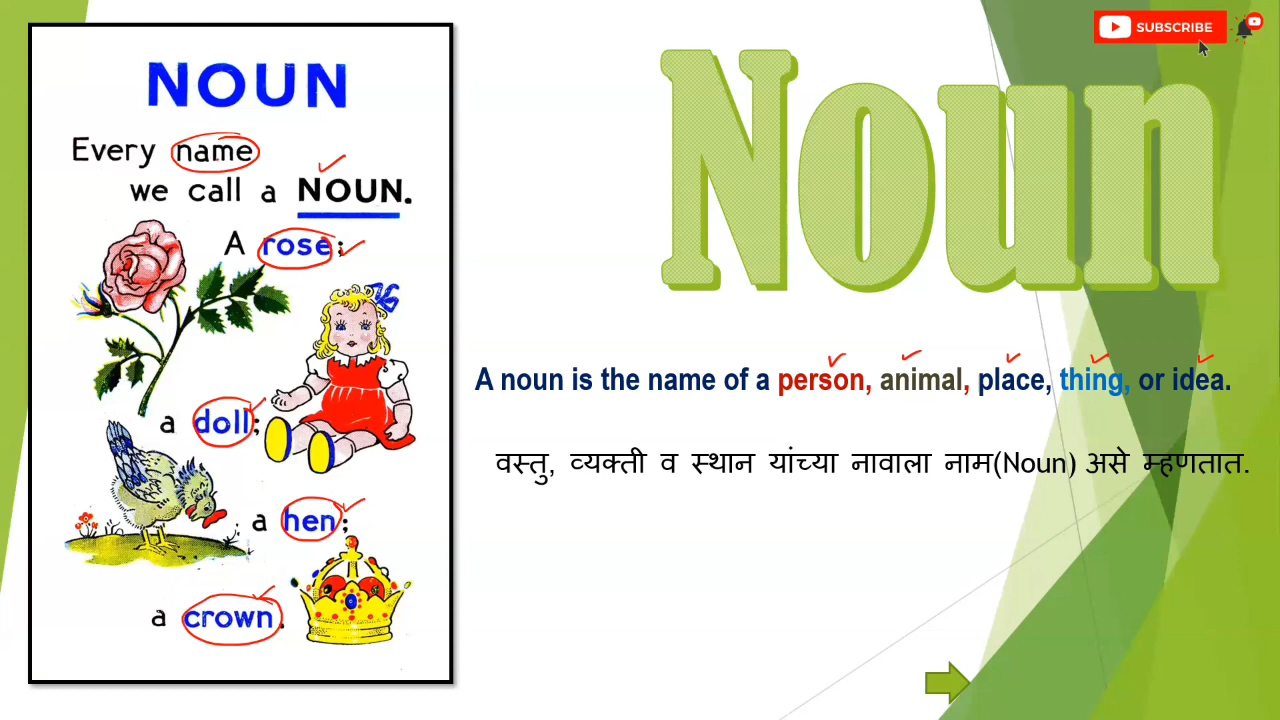 NOUN
Every name
we call a NOUN.
A rose;
a doll;
a hen;
a crown.
SUBSCRIBE
Noun
A noun is the name of a person, animal, place, thing, or idea.
वस्तु, व्यक्ती व स्थान यांच्या नावाला नाम(Noun) असे म्हणतात.